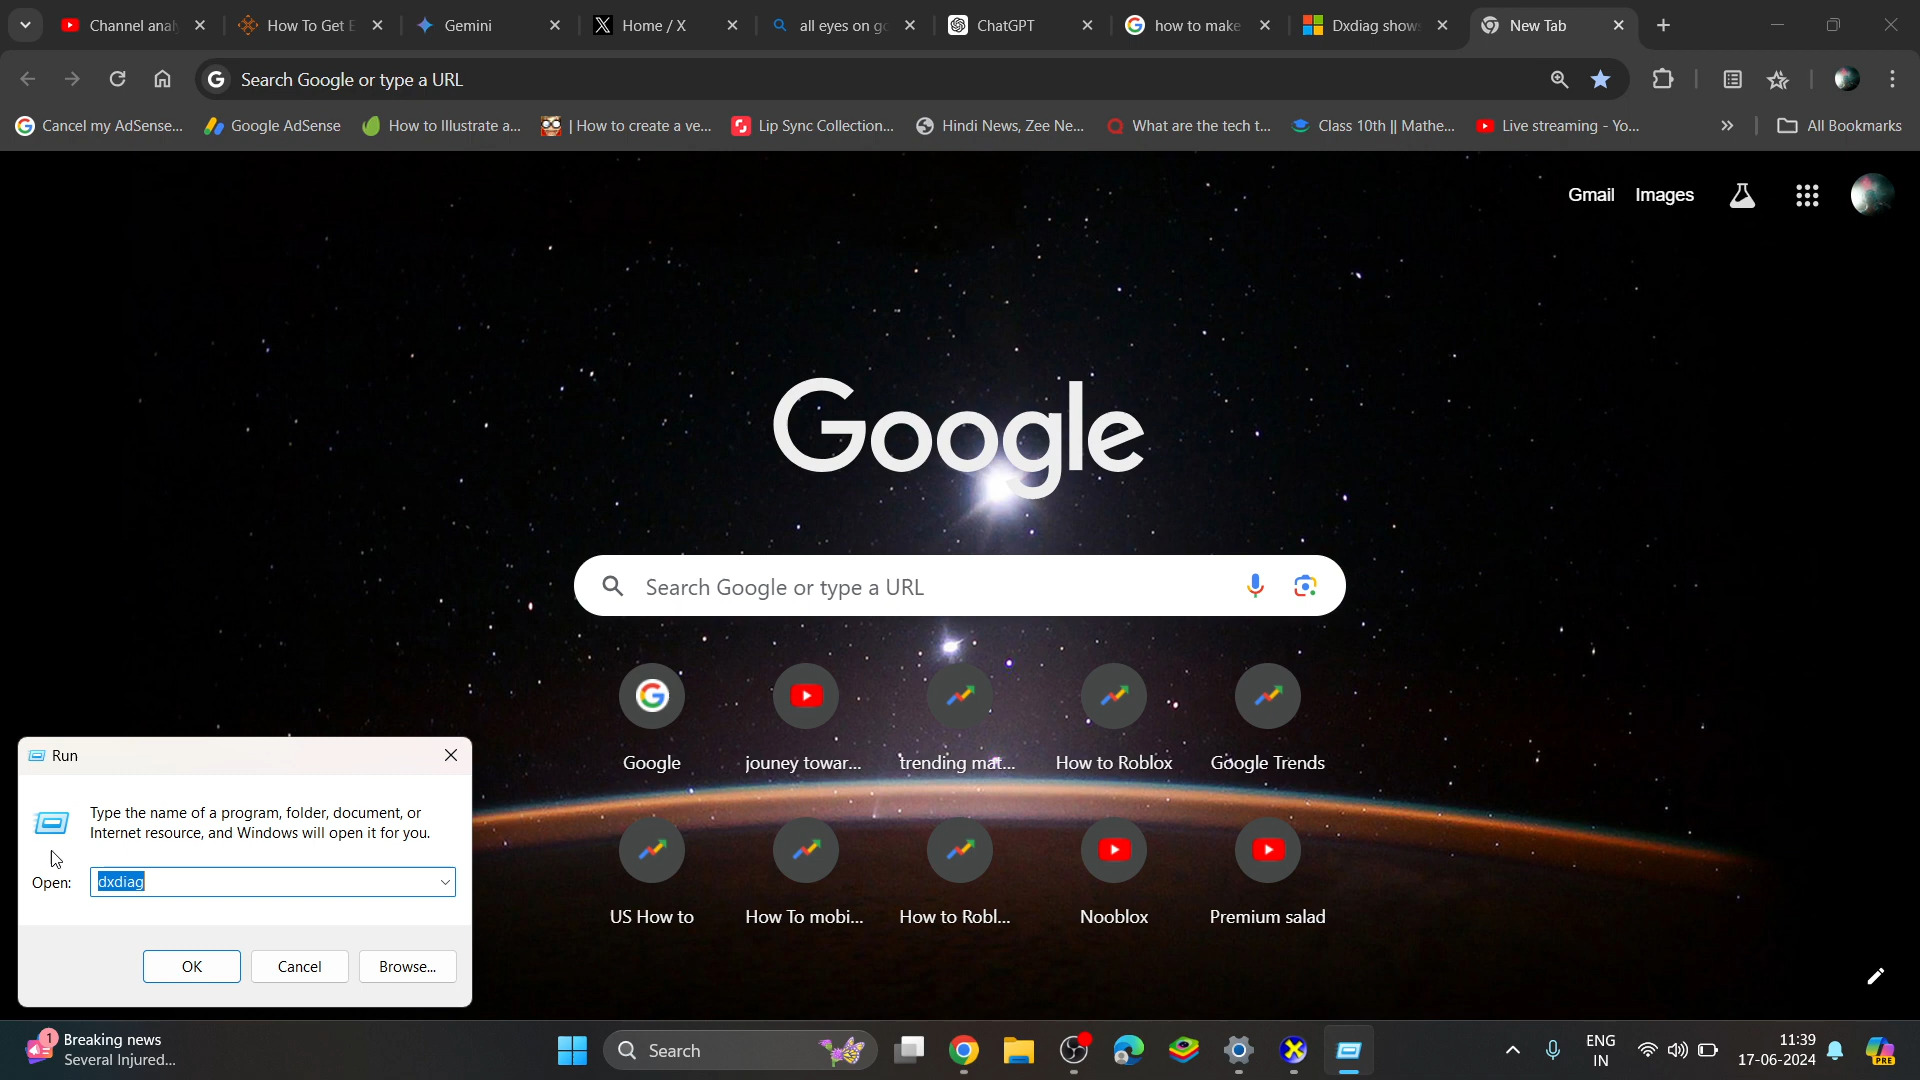 Channel anal
How To Get E
Gemini
Home / X
all eyes on go
ChatGPT
how to make
Dxdiag show
New Tab
Search Google or type a URL
Cancel my AdSense...
Google AdSense
How to Illustrate a...
| How to create a ve...
Lip Sync Collection...
Hindi News, Zee Ne...
What are the tech t...
Class 10th || Mathe...
Live streaming - Yo...
All Bookmarks
Gmail
Images
Google
Search Google or type a URL
Google
jouney towar...
trending mat...
How to Roblox
Google Trends
US How to
How To mobi...
How to Robl...
Nooblox
Premium salad
Run
Type the name of a program, folder, document, or
Internet resource, and Windows will open it for you.
Open:
dxdiag
OK
Cancel
Browse...
1
Breaking news
Several Injured...
Search
ENG
IN
11:39
17-06-2024
PRE